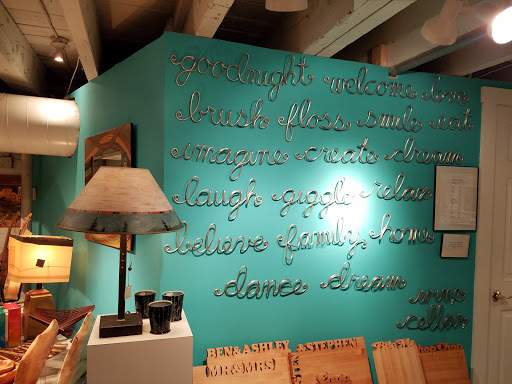 goodnight welcome love
brush floss smile eat
imagine create dream
laugh giggle relax
believe family home
dance dream wine
cellar
BEN & ASHLEY
MR & MRS
STEPHEN